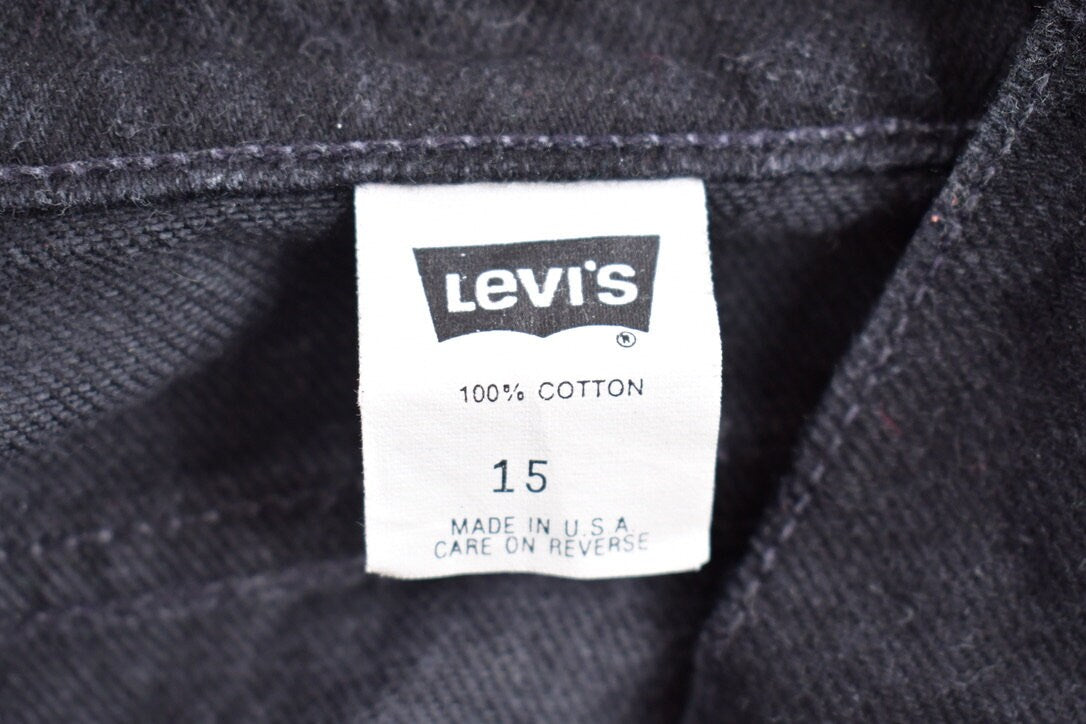 Levi's
®
100% COTTON
15
MADE IN U.S.A.
CARE ON REVERSE